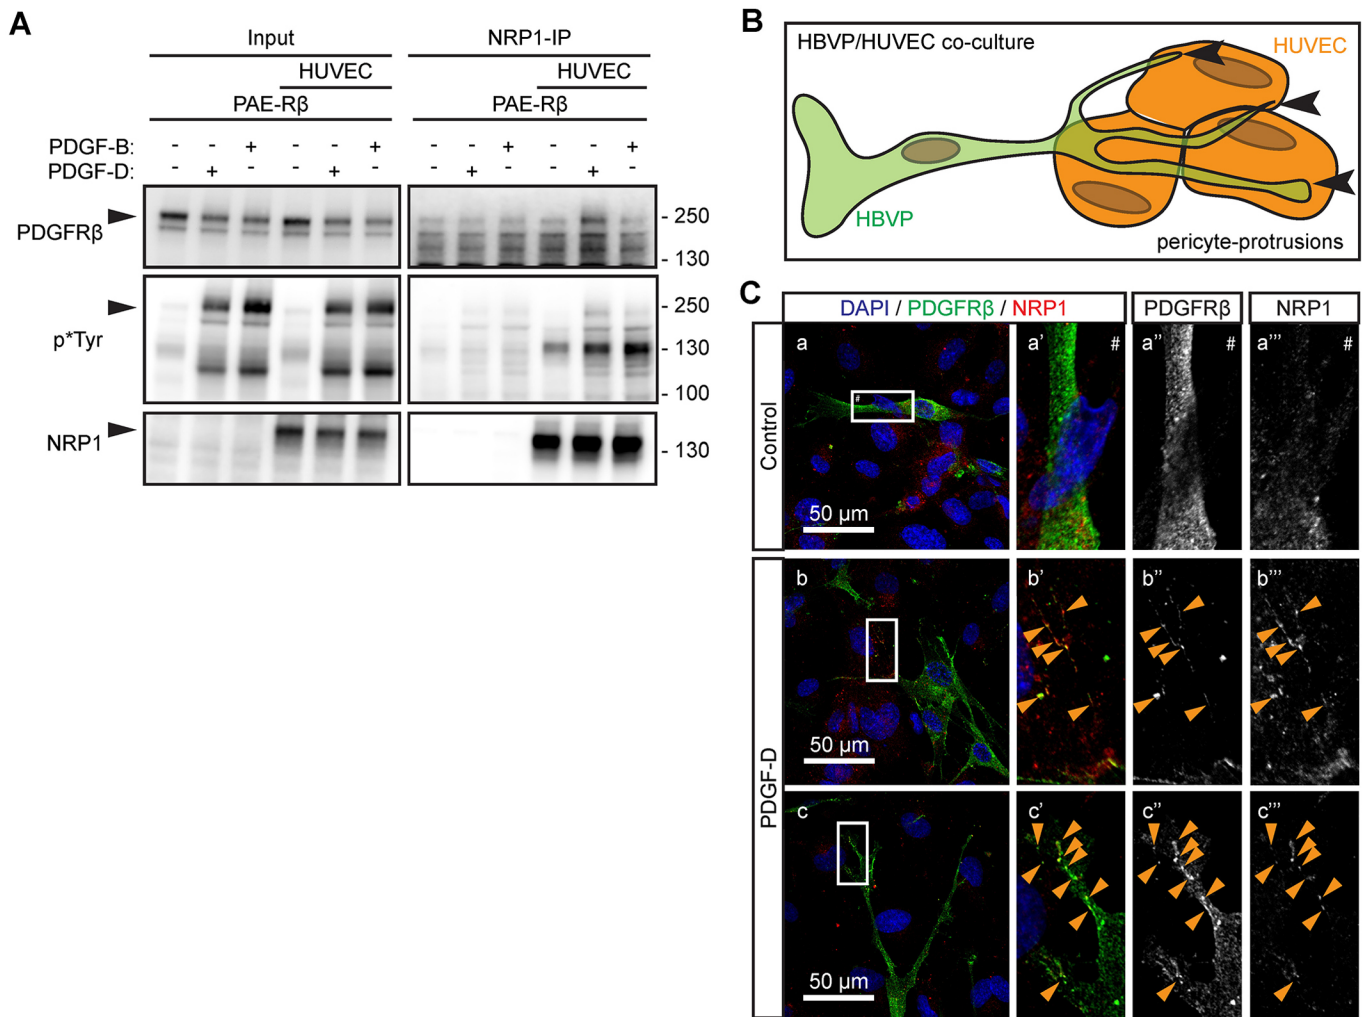 A
Input
NRP1-IP
HUVEC
HUVEC
PAE-Rβ
PAE-Rβ
PDGF-B: - - + - - + - - + - - +
PDGF-D: - + - - + - - + - - + -
PDGFRβ
- 250
- 130
p*Tyr
- 250
- 130
- 100
NRP1
- 130
B
HBVP/HUVEC co-culture
HUVEC
HBVP
pericyte-protrusions
C
DAPI / PDGFRβ / NRP1
PDGFRβ
NRP1
Control
a
#
50 µm
a’
#
a’’
#
a’’’
#
PDGF-D
b
50 µm
b’
b’’
b’’’
c
50 µm
c’
c’’
c’’’